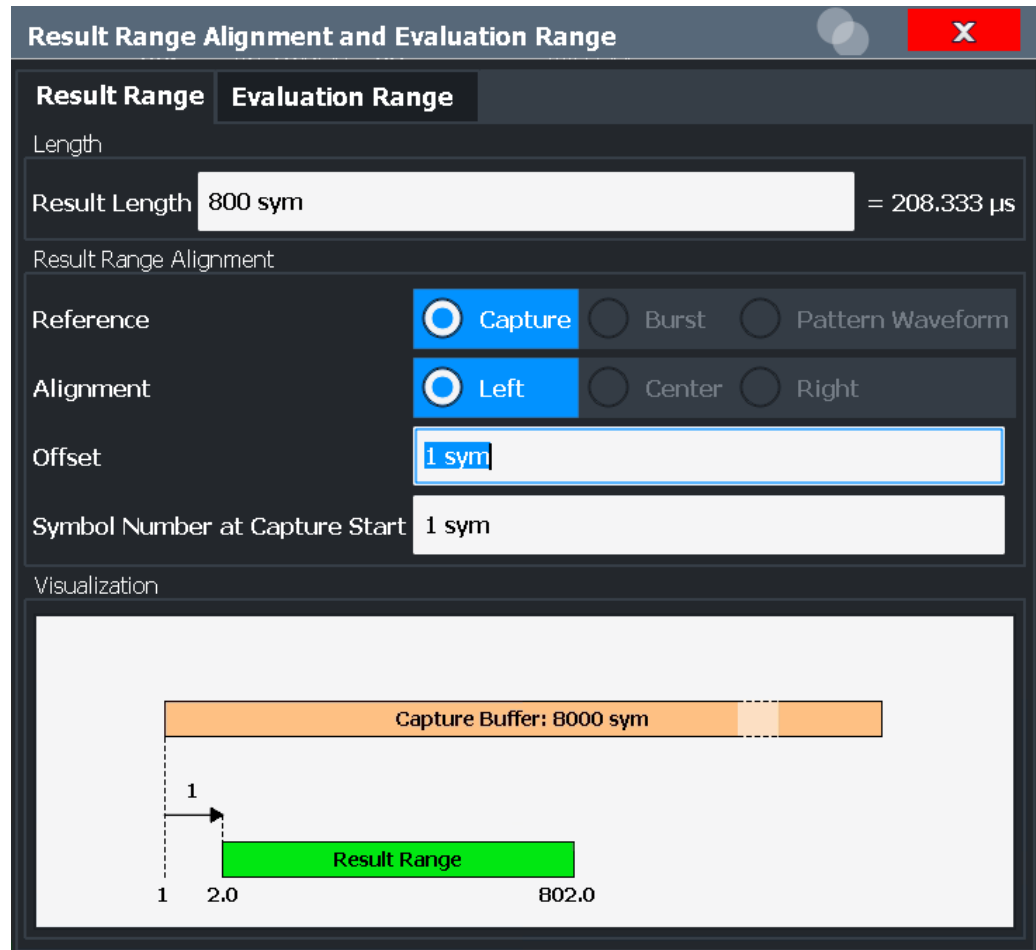 Result Range Alignment and Evaluation Range X
Result Range Evaluation Range
Length
Result Length 800 sym = 208.333 µs
Result Range Alignment
Reference Capture Burst Pattern Waveform
Alignment Left Center Right
Offset 1 sym
Symbol Number at Capture Start 1 sym
Visualization
Capture Buffer: 8000 sym
1
Result Range
1 2.0 802.0